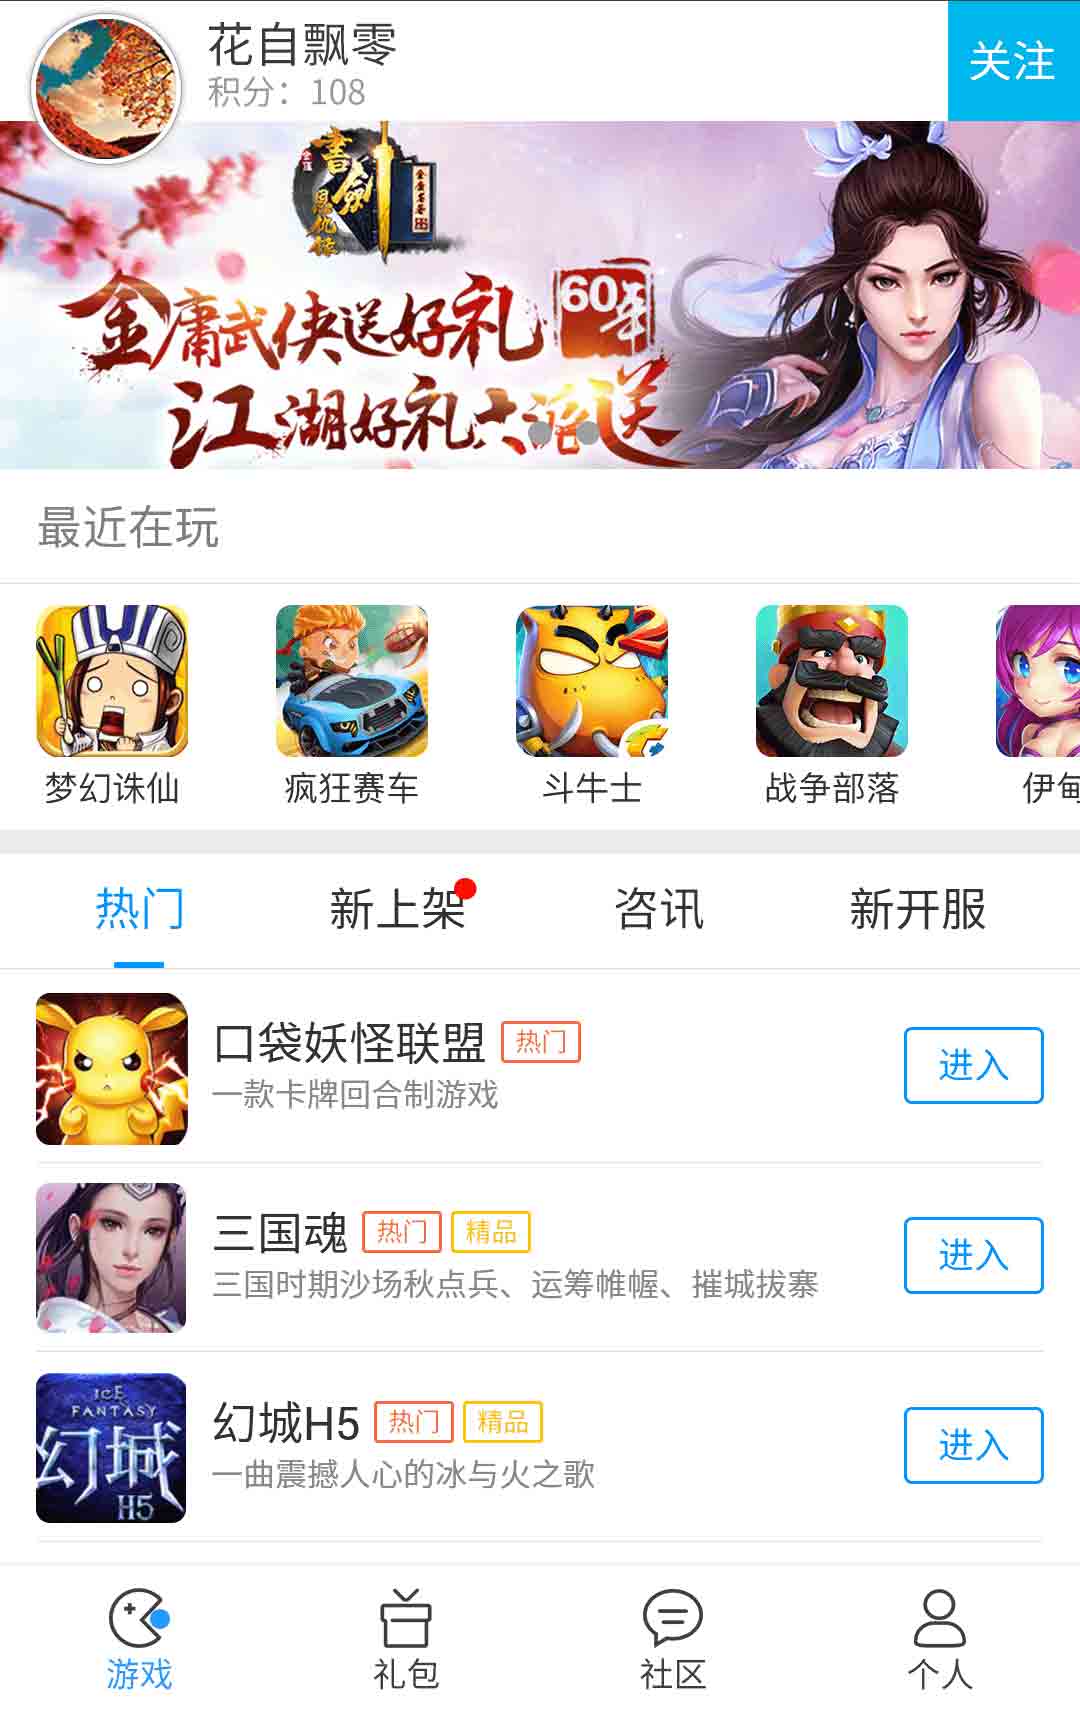 花自飘零
关注
积分：108
書劍
恩仇録
金庸武侠送好礼
60年
江湖好礼大派送
最近在玩
梦幻诛仙
疯狂赛车
斗牛士
战争部落
伊甸
热门
新上架
咨讯
新开服
口袋妖怪联盟 热门
一款卡牌回合制游戏
进入
三国魂 热门 精品
三国时期沙场秋点兵、运筹帷幄、摧城拔寨
进入
ICE
FANTASY
幻城
H5
幻城H5 热门 精品
一曲震撼人心的冰与火之歌
进入
游戏
礼包
社区
个人